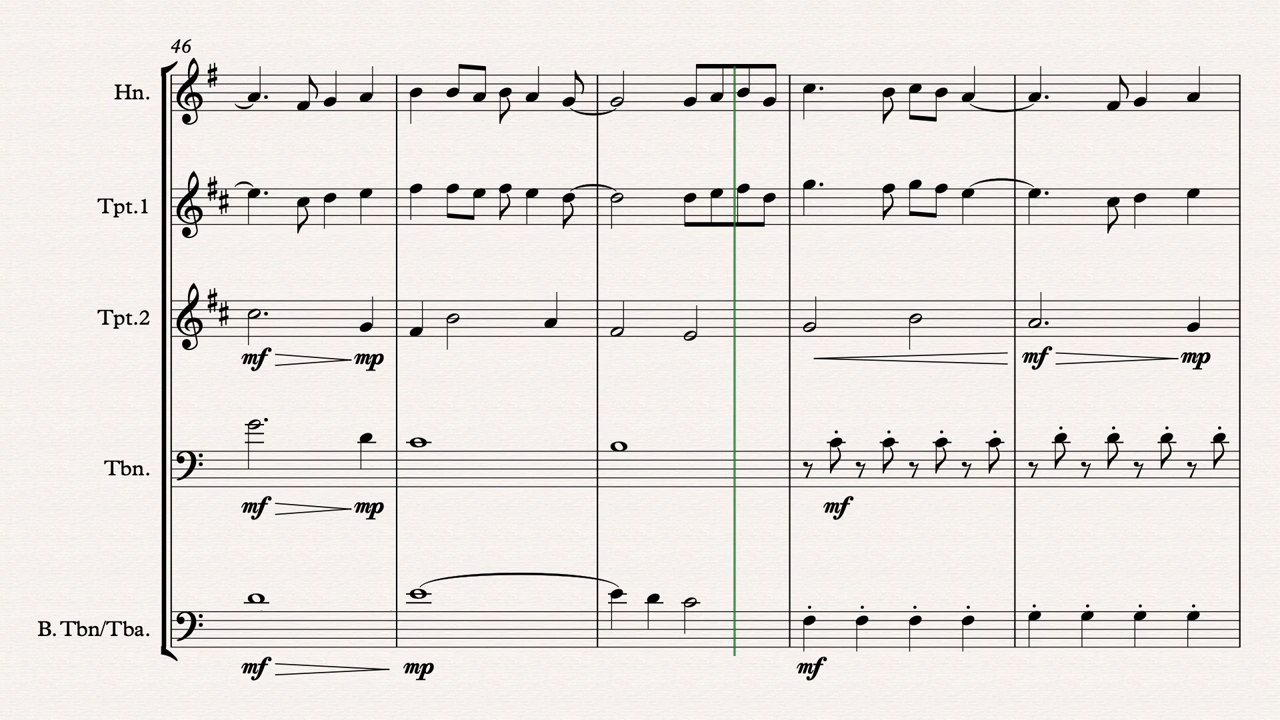 46
Hn.
Tpt.1
Tpt.2
mf mp mf mp
Tbn.
mf mp mf
B. Tbn/Tba.
mf mp mf